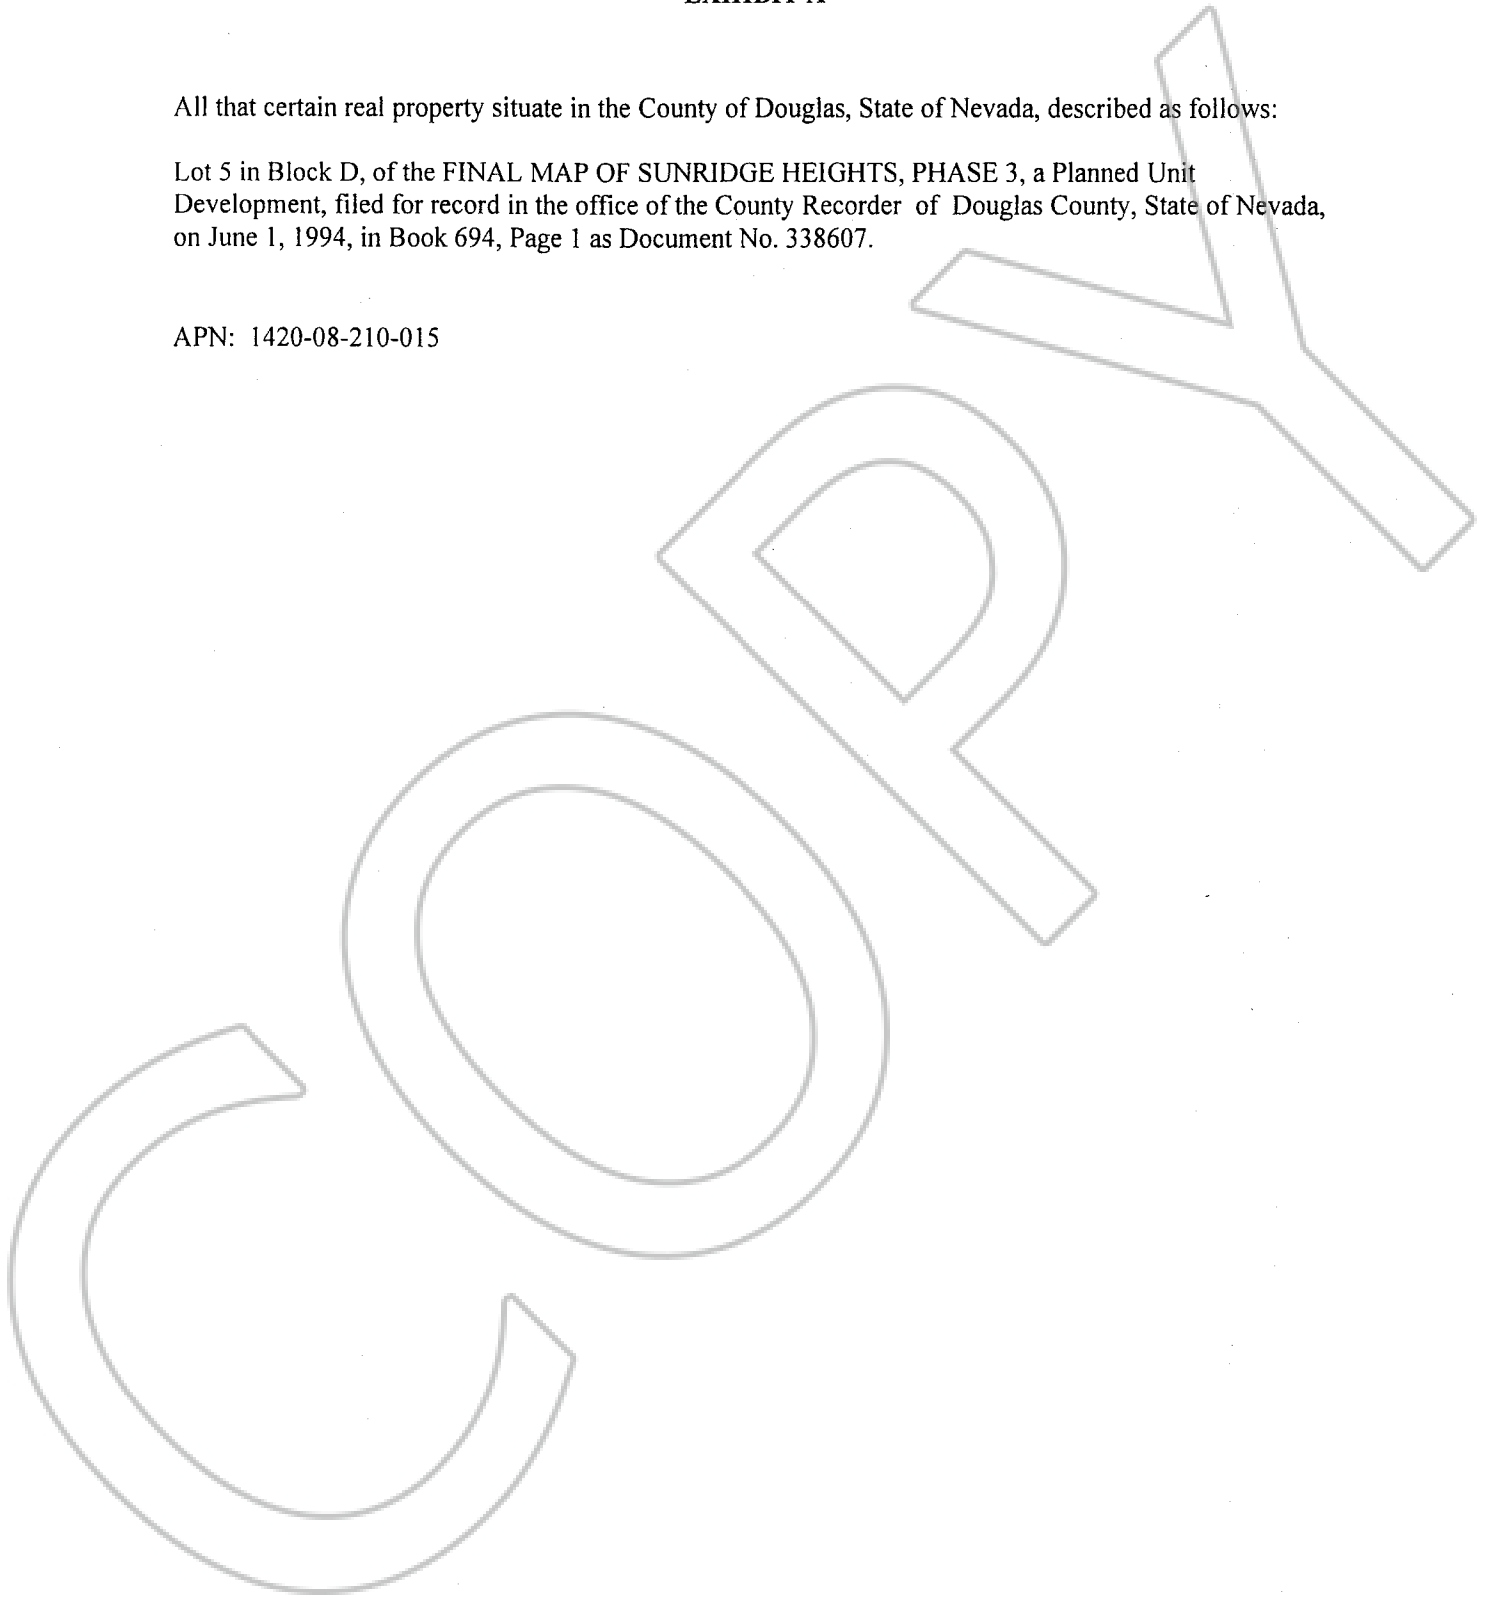 All that certain real property situate in the County of Douglas, State of Nevada, described as follows:
Lot 5 in Block D, of the FINAL MAP OF SUNRIDGE HEIGHTS, PHASE 3, a Planned Unit
Development, filed for record in the office of the County Recorder of Douglas County, State of Nevada,
on June 1, 1994, in Book 694, Page 1 as Document No. 338607.
APN: 1420-08-210-015
COPY